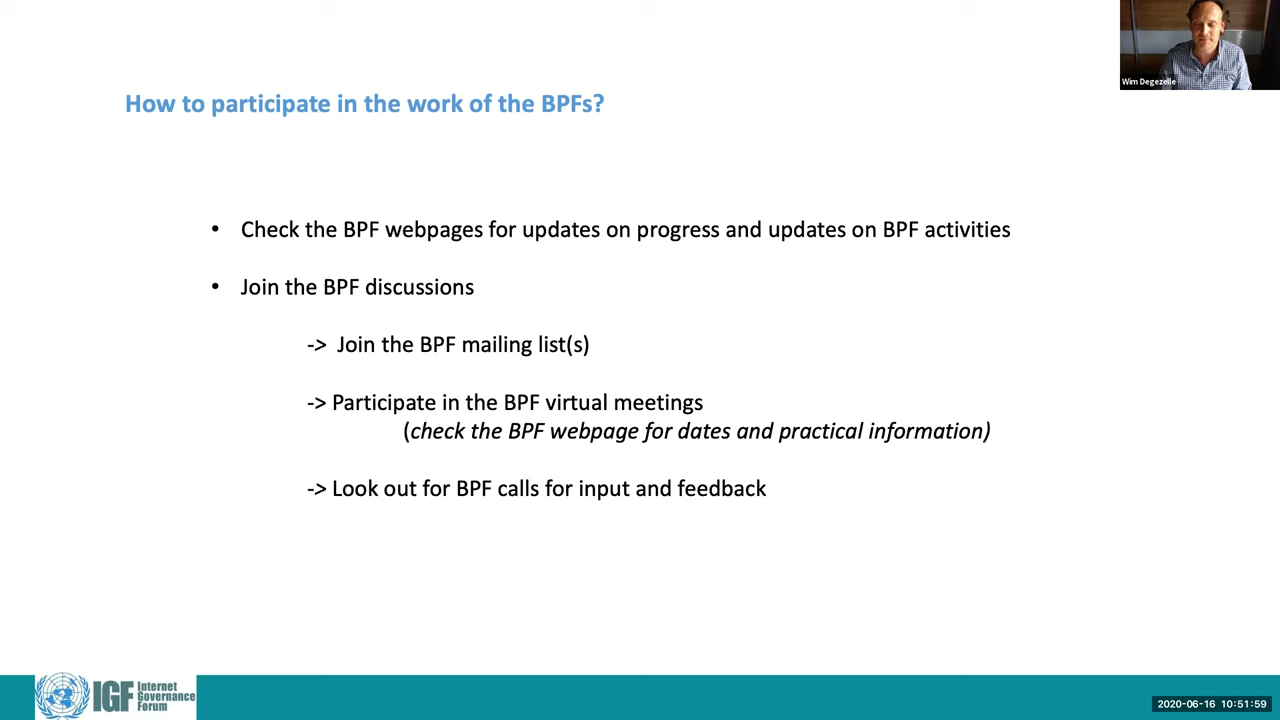 Wim Degezelle
How to participate in the work of the BPFs?
• Check the BPF webpages for updates on progress and updates on BPF activities
• Join the BPF discussions
-> Join the BPF mailing list(s)
-> Participate in the BPF virtual meetings
(check the BPF webpage for dates and practical information)
-> Look out for BPF calls for input and feedback
IGF Internet
Governance
Forum
2020-06-16 10:51:59